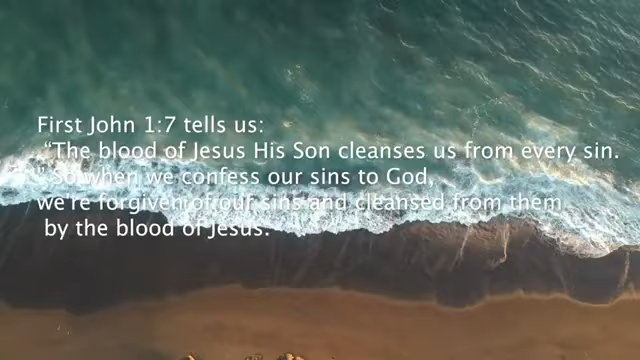 First John 1:7 tells us:
“The blood of Jesus His Son cleanses us from every sin.
" So when we confess our sins to God,
we're forgiven of our sins and cleansed from them
by the blood of Jesus.